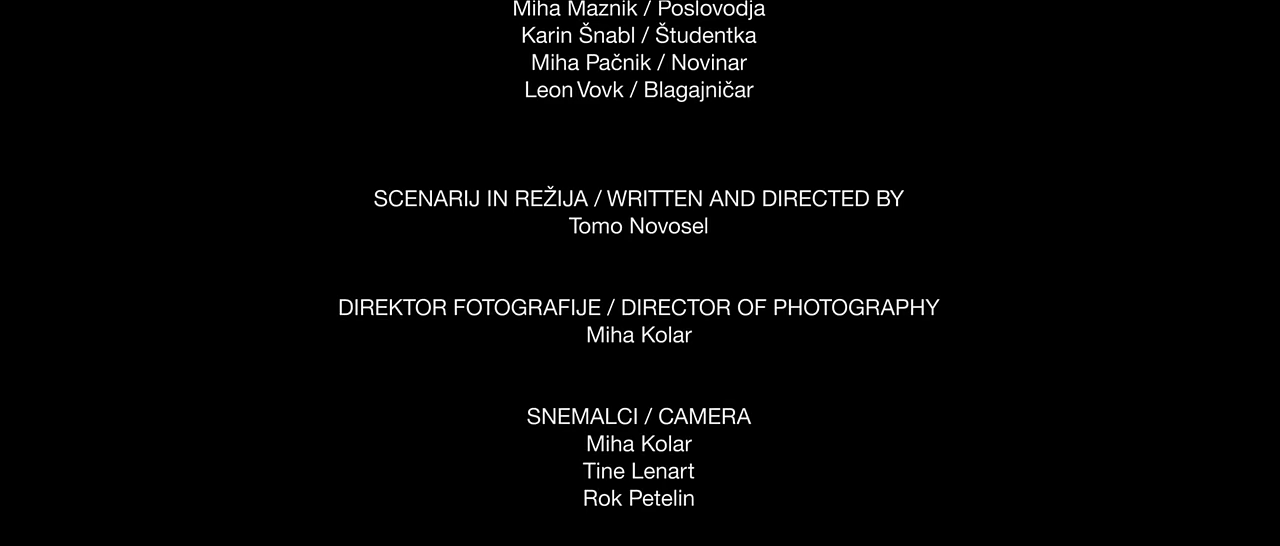 Miha Maznik / Poslovodja
Karin Šnabl / Študentka
Miha Pačnik / Novinar
Leon Vovk / Blagajničar
SCENARIJ IN REŽIJA / WRITTEN AND DIRECTED BY
Tomo Novosel
DIREKTOR FOTOGRAFIJE / DIRECTOR OF PHOTOGRAPHY
Miha Kolar
SNEMALCI / CAMERA
Miha Kolar
Tine Lenart
Rok Petelin